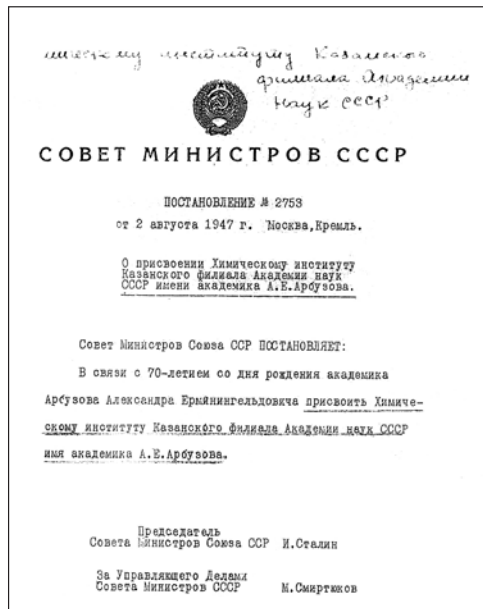 институту Казанского
филиала Академии
Наук СССР
СОВЕТ МИНИСТРОВ СССР
ПОСТАНОВЛЕНИЕ № 2753
от 2 августа 1947 г. Москва,Кремль.
О присвоении Химическому институту
Казанского филиала Академии наук
СССР имени академика А.Е.Арбузова.
Совет Министров Союза ССР ПОСТАНОВЛЯЕТ:
В связи с 70-летием со дня рождения академика
Арбузова Александра Ерминингельдовича присвоить Химиче-
скому институту Казанского филиала Академии наук СССР
имя академика А.Е.Арбузова.
Председатель
Совета Министров Союза ССР И.Сталин
За Управляющего Делами
Совета Министров СССР М.Смиртюков